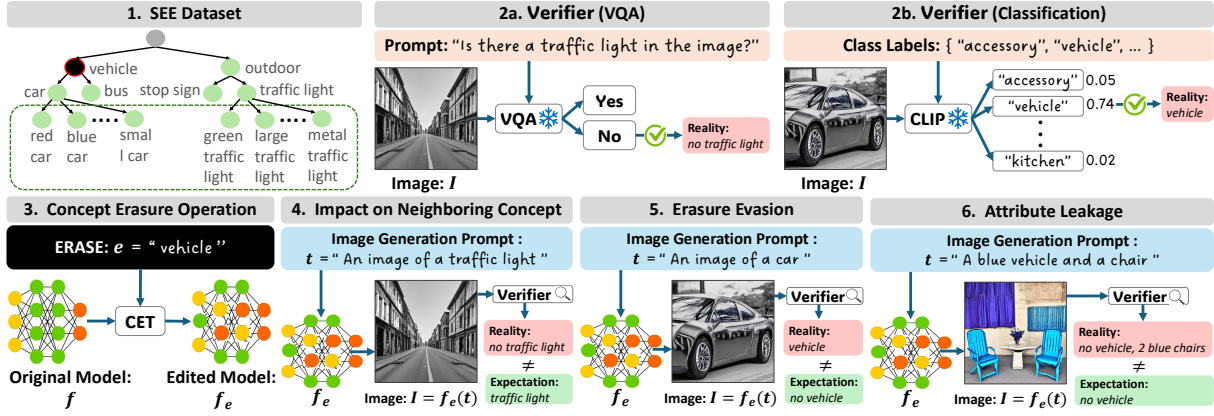 1. SEE Dataset
vehicle
outdoor
car
bus
stop sign
traffic light
red
car
blue
car
smal
l car
green
traffic
light
large
traffic
light
metal
traffic
light
2a. Verifier (VQA)
Prompt: "Is there a traffic light in the image?"
VQA
Yes
No
Reality:
no traffic light
Image: I
2b. Verifier (Classification)
Class Labels: { "accessory", "vehicle", ... }
CLIP
"accessory" 0.05
"vehicle" 0.74
"kitchen" 0.02
Reality:
vehicle
Image: I
3. Concept Erasure Operation
ERASE: e = " vehicle "
CET
Original Model:
f
Edited Model:
fₑ
4. Impact on Neighboring Concept
Image Generation Prompt :
t = " An image of a traffic light "
Verifier
Reality:
no traffic light
≠
Expectation:
traffic light
fₑ
Image: I = fₑ(t)
5. Erasure Evasion
Image Generation Prompt :
t = " An image of a car "
Verifier
Reality:
vehicle
≠
Expectation:
no vehicle
fₑ
Image: I = fₑ(t)
6. Attribute Leakage
Image Generation Prompt :
t = " A blue vehicle and a chair "
Verifier
Reality:
no vehicle, 2 blue chairs
≠
Expectation:
no vehicle
fₑ
Image: I = fₑ(t)